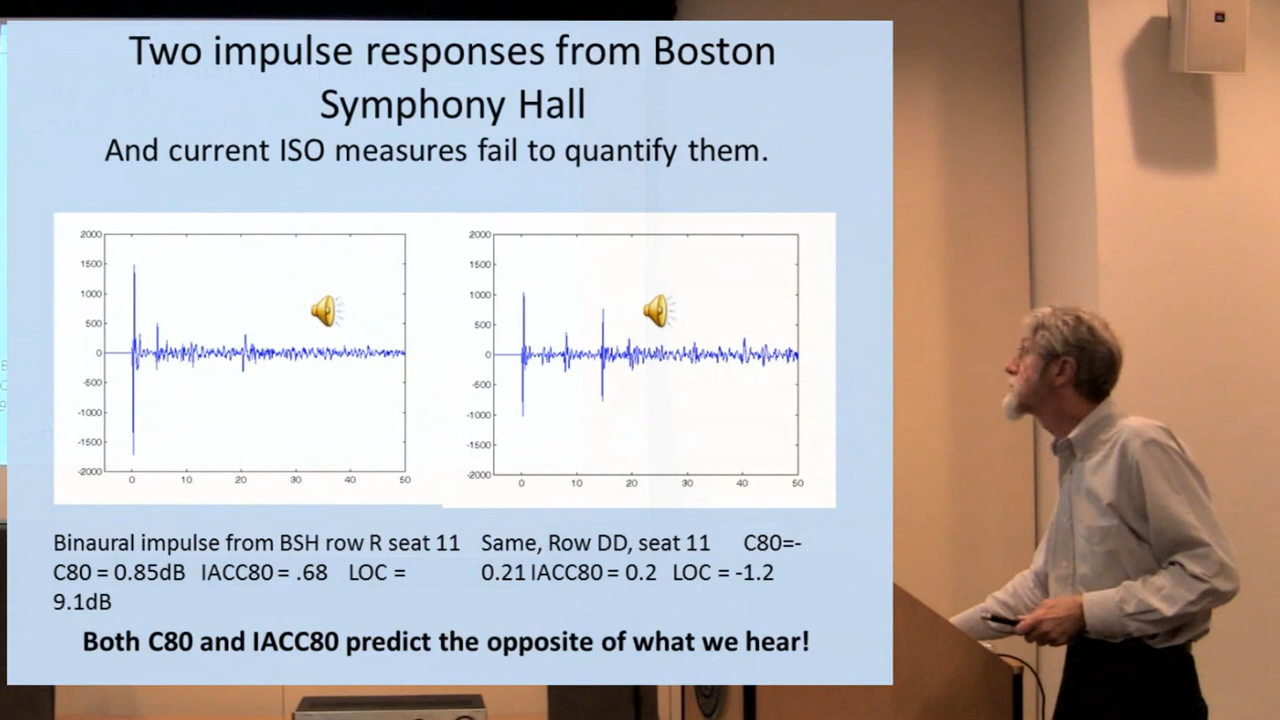 Two impulse responses from Boston
Symphony Hall
And current ISO measures fail to quantify them.
2000
1500
1000
500
0
-500
-1000
-1500
-2000
0 10 20 30 40 50
2000
1500
1000
500
0
-500
-1000
-1500
-2000
0 10 20 30 40 50
Binaural impulse from BSH row R seat 11
C80 = 0.85dB IACC80 = .68 LOC =
9.1dB
Same, Row DD, seat 11 C80=-
0.21 IACC80 = 0.2 LOC = -1.2
Both C80 and IACC80 predict the opposite of what we hear!